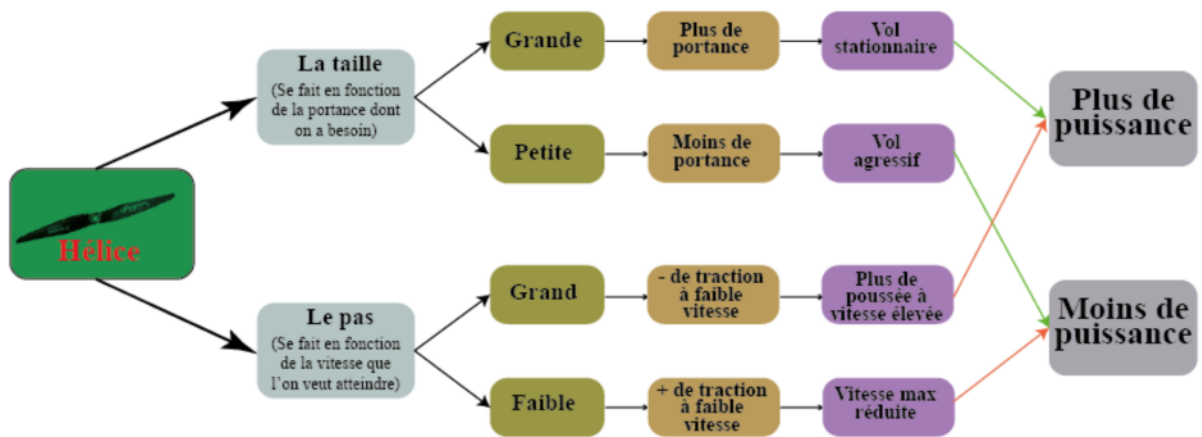 Hélice
La taille
(Se fait en fonction
de la portance dont
on a besoin)
Le pas
(Se fait en fonction
de la vitesse que
l'on veut atteindre)
Grande
Plus de
portance
Vol
stationnaire
Petite
Moins de
portance
Vol
agressif
Grand
- de traction
à faible
vitesse
Plus de
poussée à
vitesse élevée
Faible
+ de traction
à faible
vitesse
Vitesse max
réduite
Plus de
puissance
Moins de
puissance